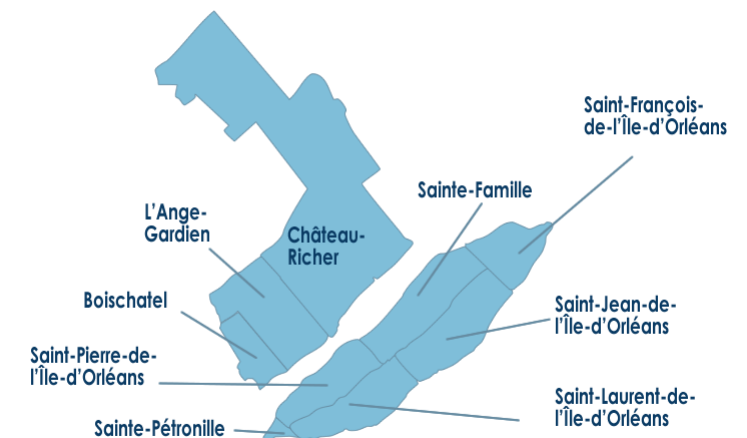 Saint-François-
de-l'Île-d'Orléans
Sainte-Famille
L'Ange-
Gardien
Château-
Richer
Boischatel
Saint-Jean-de-
l'Île-d'Orléans
Saint-Pierre-de-
l'Île-d'Orléans
Saint-Laurent-de-
l'Île-d'Orléans
Sainte-Pétronille